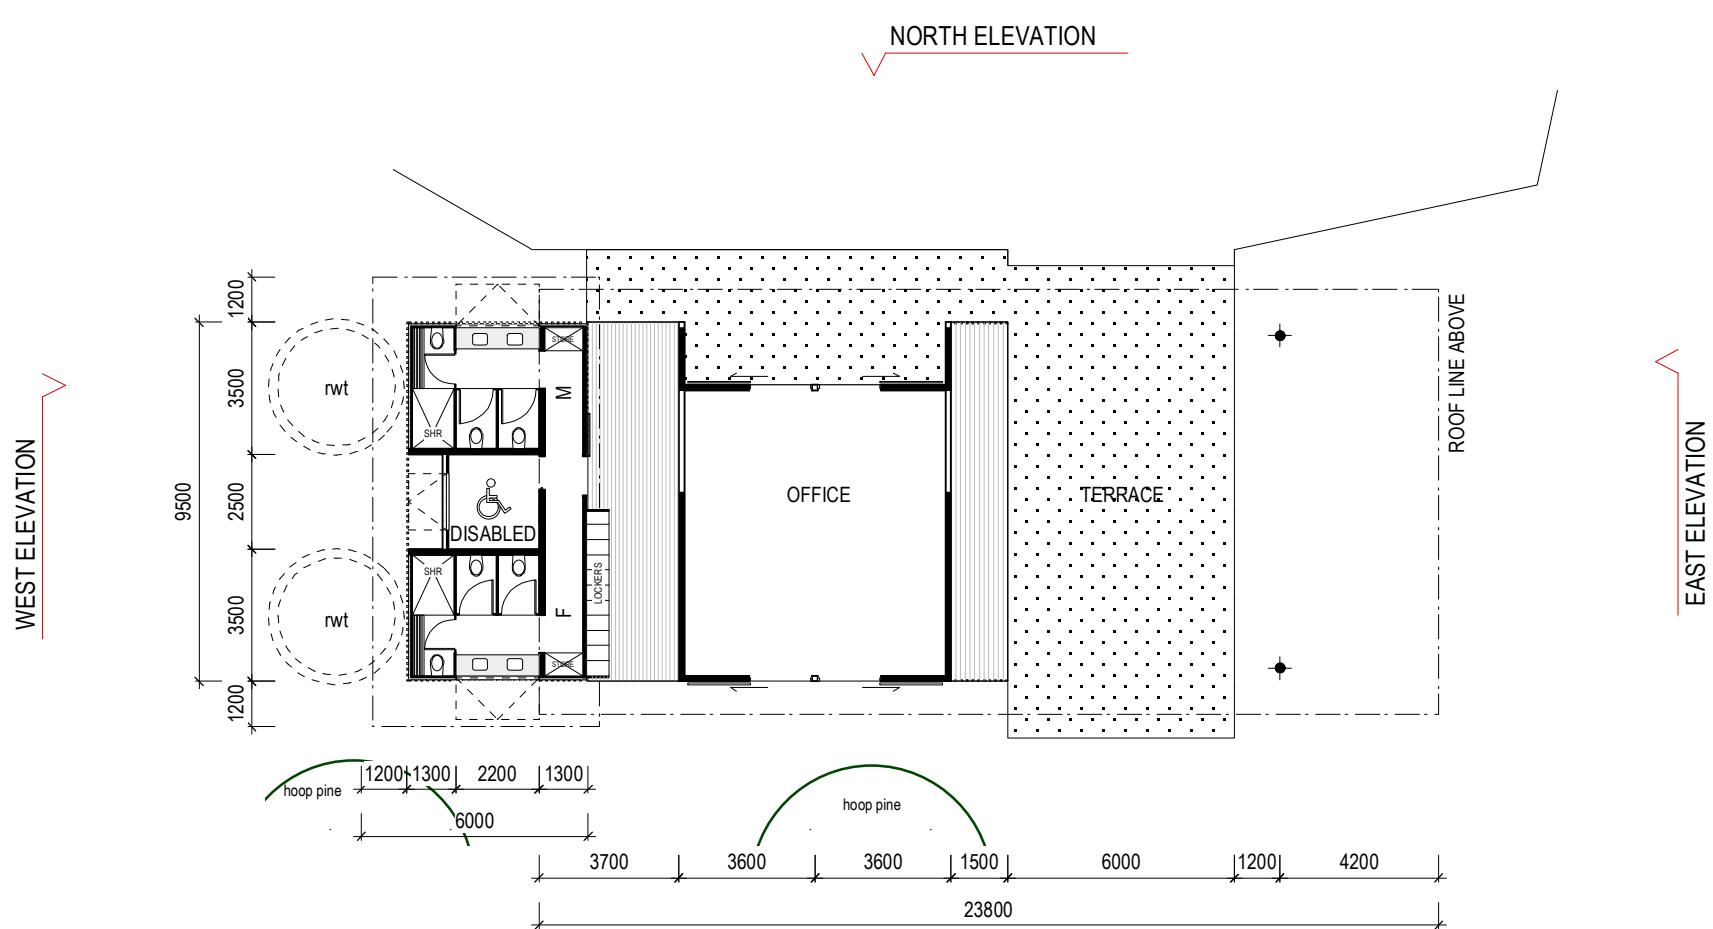 NORTH ELEVATION
WEST ELEVATION
EAST ELEVATION
ROOF LINE ABOVE
1200
3500
2500
3500
1200
9500
rwt
rwt
STORE
M
SHR
DISABLED
SHR
F
STORE
LOCKERS
OFFICE
TERRACE
1200
1300
2200
1300
6000
hoop pine
hoop pine
3700
3600
3600
1500
6000
1200
4200
23800